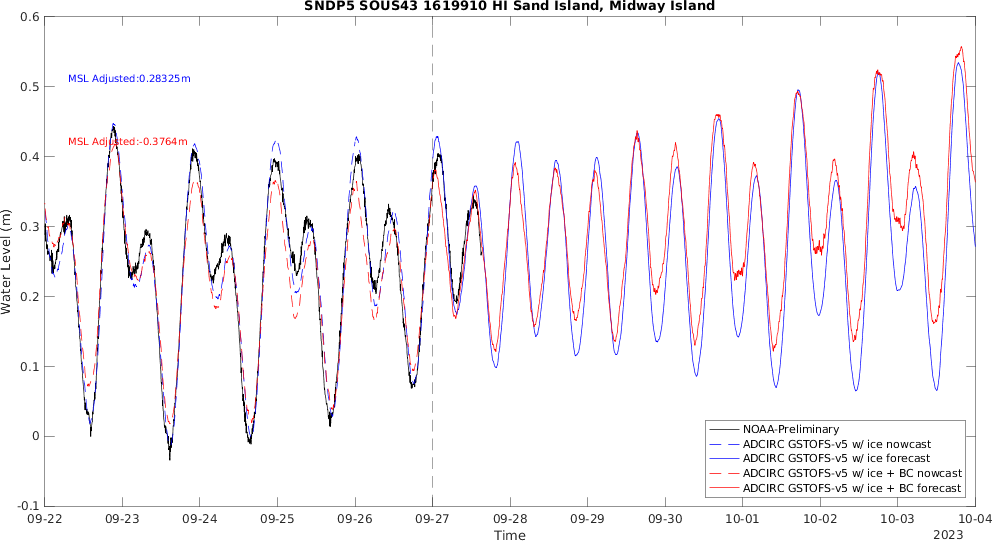 SNDP5 SOUS43 1619910 HI Sand Island, Midway Island
0.6
0.5
0.4
0.3
0.2
0.1
0
-0.1
Water Level (m)
MSL Adjusted:0.28325m
MSL Adjusted:-0.3764m
NOAA-Preliminary
ADCIRC GSTOFS-v5 w/ ice nowcast
ADCIRC GSTOFS-v5 w/ ice forecast
ADCIRC GSTOFS-v5 w/ ice + BC nowcast
ADCIRC GSTOFS-v5 w/ ice + BC forecast
09-22 09-23 09-24 09-25 09-26 09-27 09-28 09-29 09-30 10-01 10-02 10-03 10-04
Time
2023